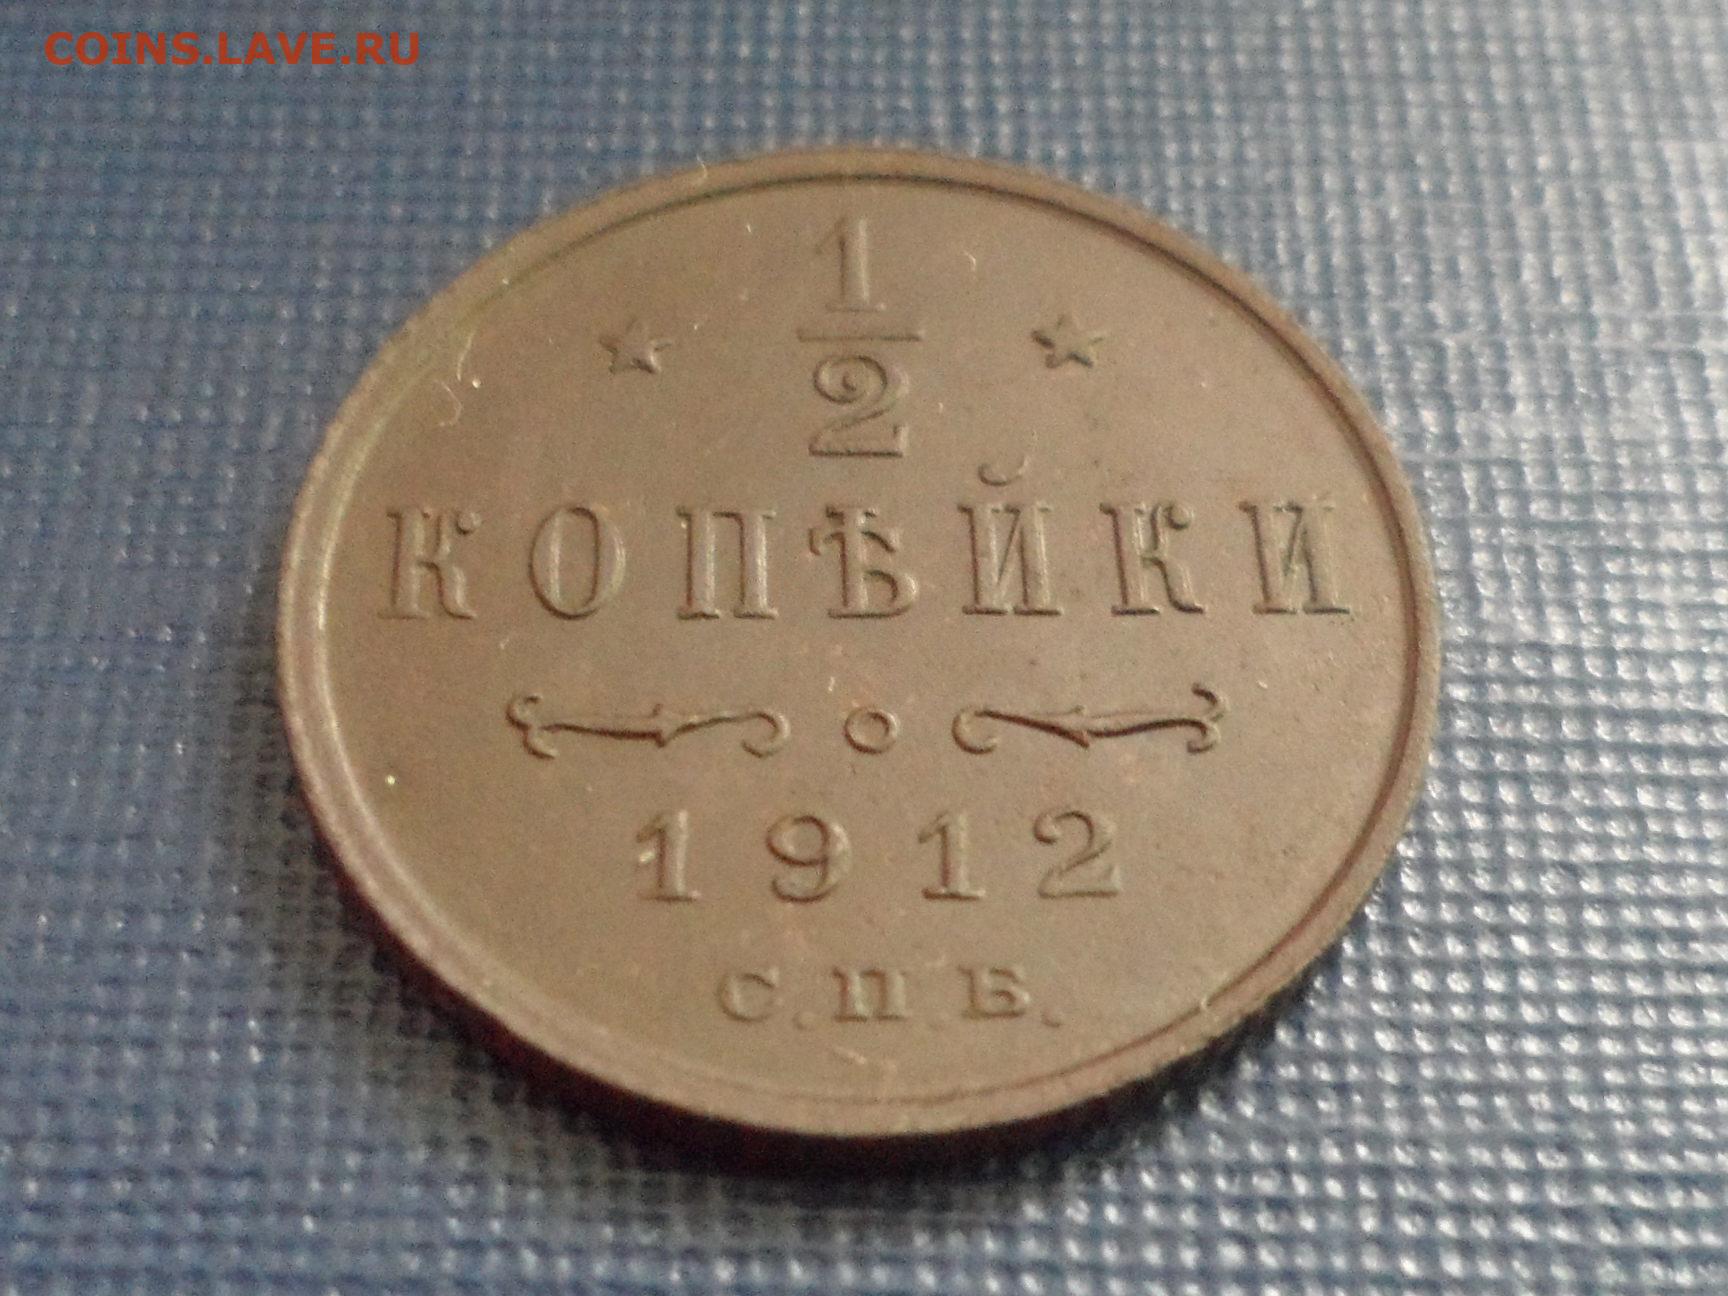 COINS.LAVE.RU
1/2
КОПѢЙКИ
1912
С.П.Б.